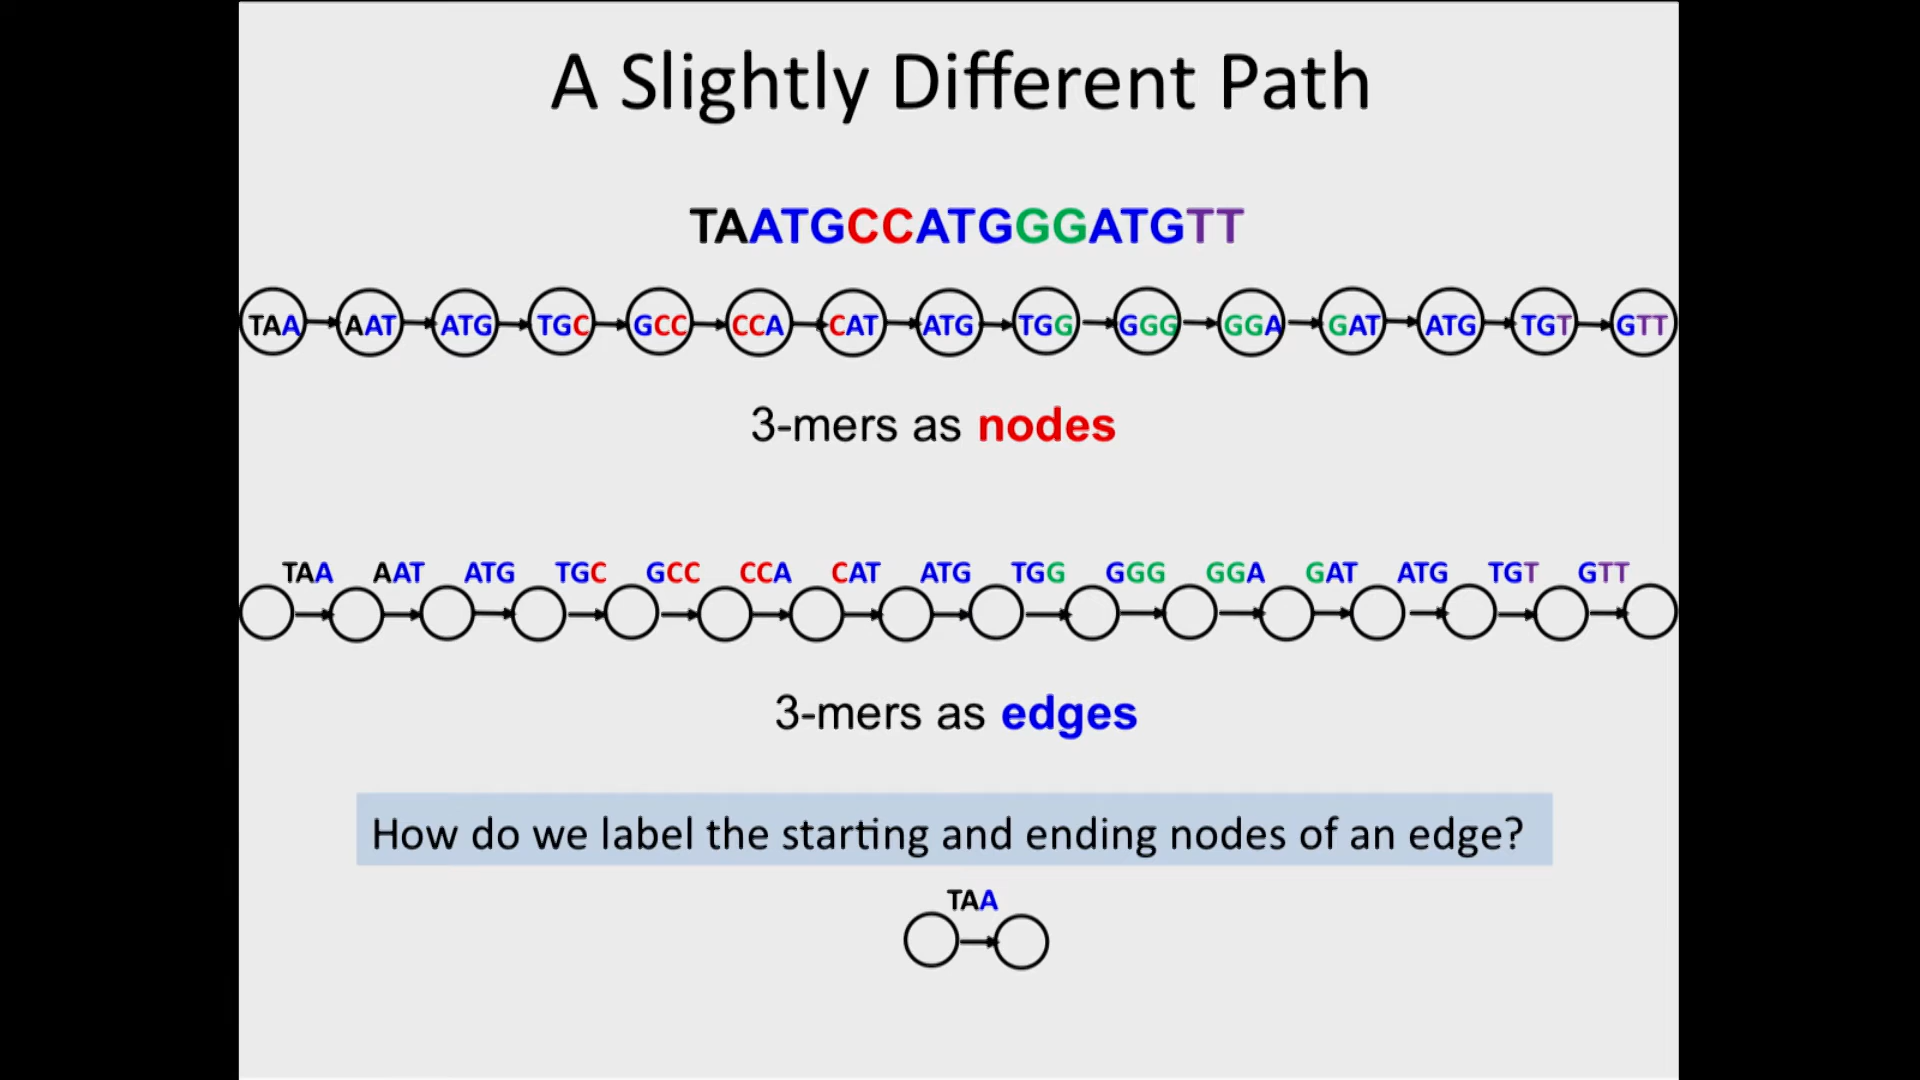 A Slightly Different Path
TAATGCCATGGGATGTT
TAA AAT ATG TGC GCC CCA CAT ATG TGG GGG GGA GAT ATG TGT GTT
3-mers as nodes
TAA AAT ATG TGC GCC CCA CAT ATG TGG GGG GGA GAT ATG TGT GTT
3-mers as edges
How do we label the starting and ending nodes of an edge?
TAA